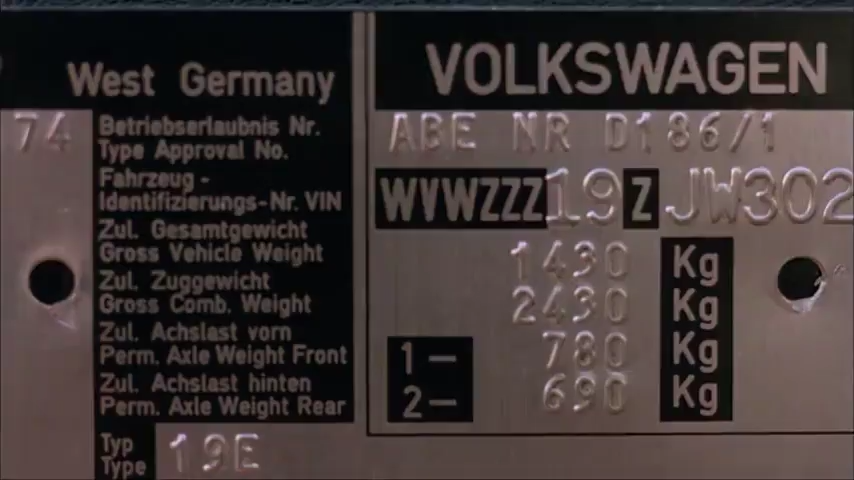 West Germany
VOLKSWAGEN
74
Betriebserlaubnis Nr.
Type Approval No.
ABE NR D186/1
Fahrzeug-
Identifizierungs-Nr. VIN
WVWZZZ19ZJW302
Zul. Gesamtgewicht
Gross Vehicle Weight
1430 Kg
Zul. Zuggewicht
Gross Comb. Weight
2430 Kg
Zul. Achslast vorn
Perm. Axle Weight Front
1- 780 Kg
Zul. Achslast hinten
Perm. Axle Weight Rear
2- 690 Kg
Typ
Type
19E